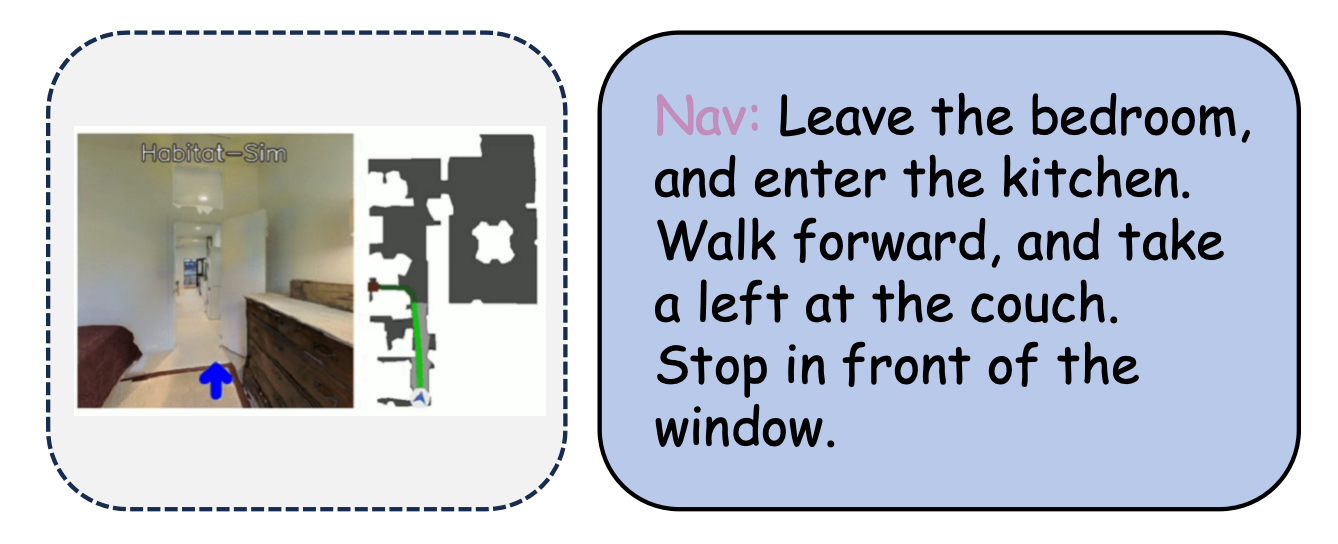 Habitat-Sim
Nav: Leave the bedroom,
and enter the kitchen.
Walk forward, and take
a left at the couch.
Stop in front of the
window.